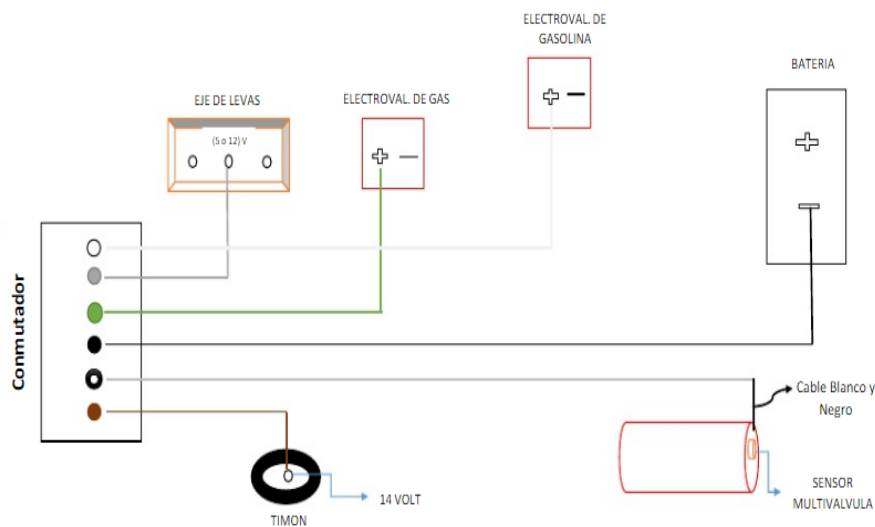 ELECTROVAL. DE
GASOLINA
BATERIA
EJE DE LEVAS
ELECTROVAL. DE GAS
(5 o 12) V
Conmutador
Cable Blanco y
Negro
SENSOR
MULTIVALVULA
14 VOLT
TIMON